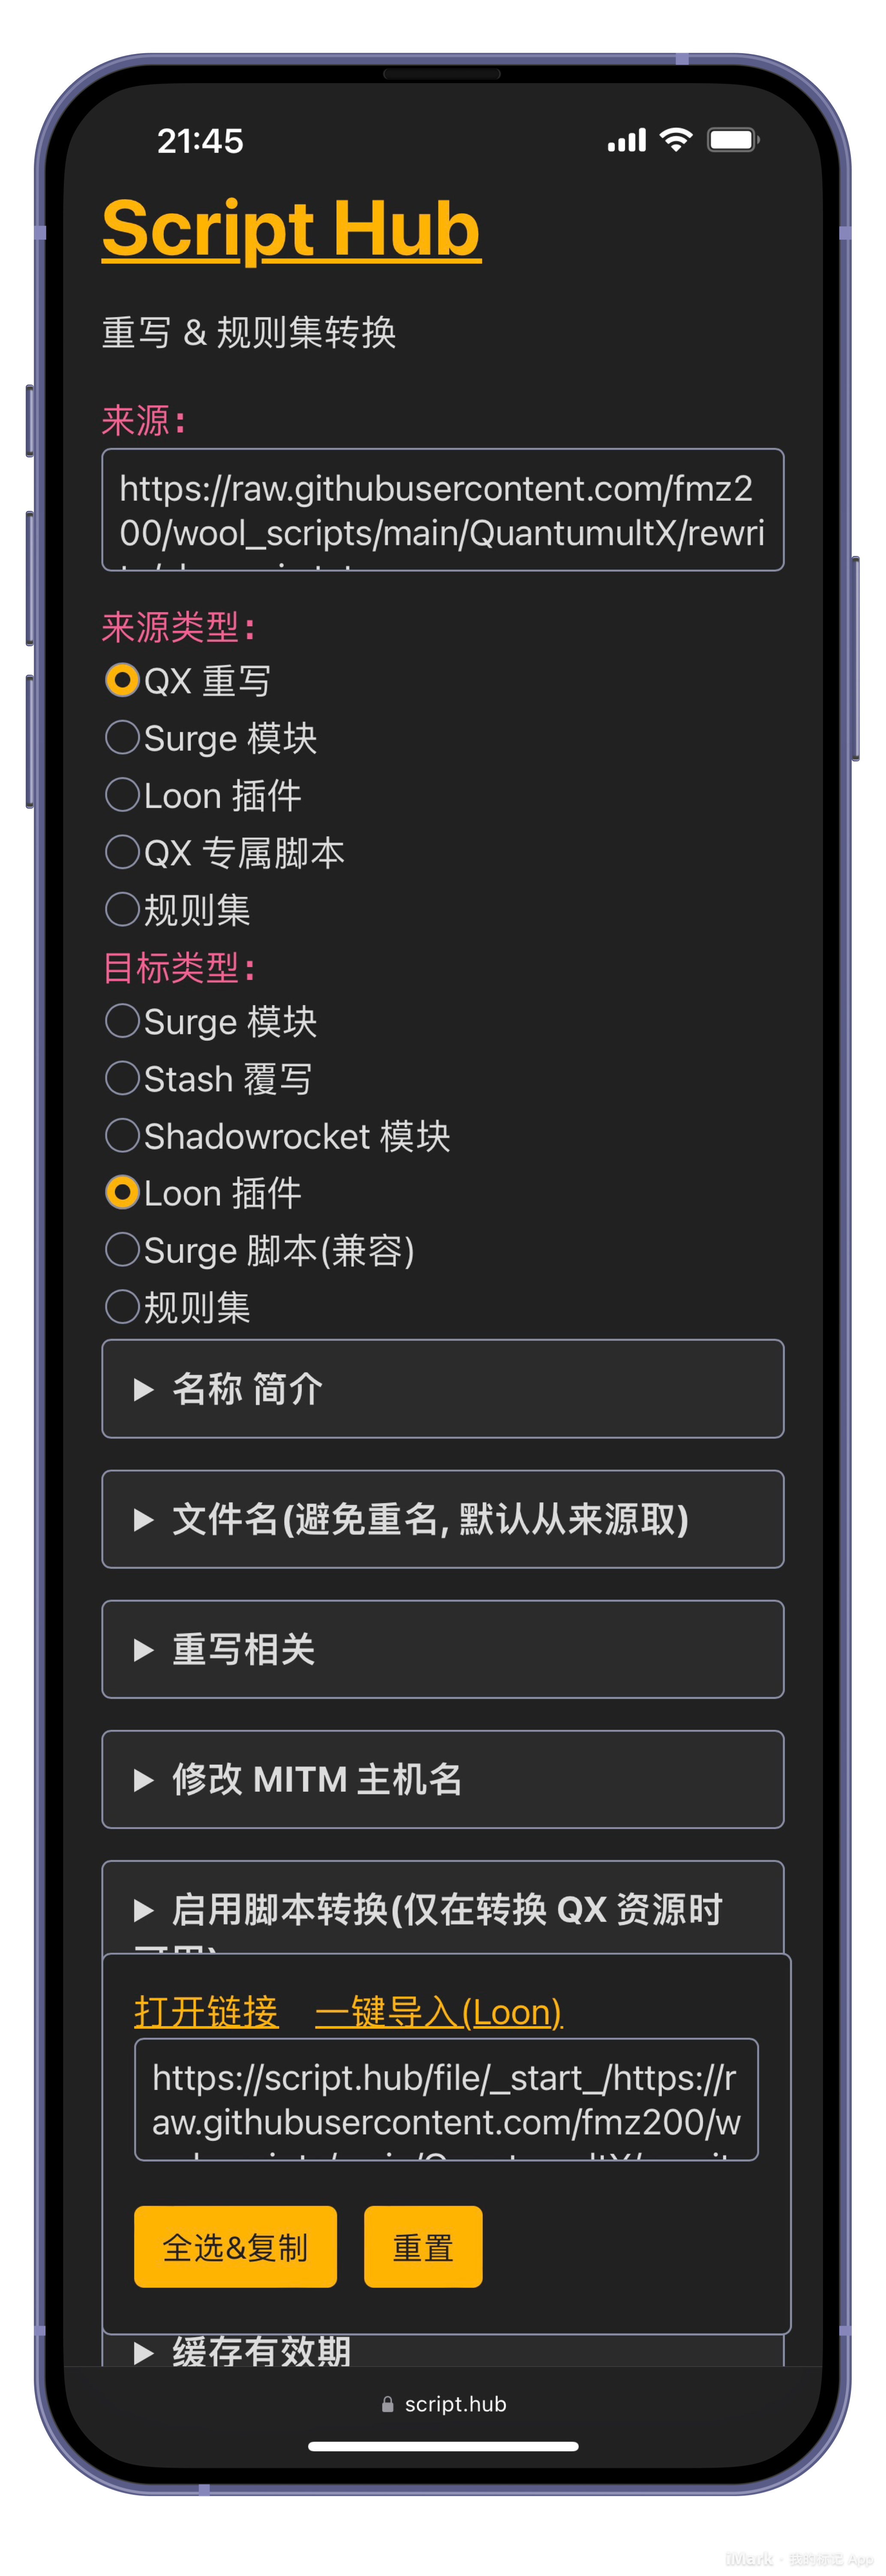 21:45
Script Hub
重写 & 规则集转换
来源:
https://raw.githubusercontent.com/fmz2
00/wool_scripts/main/QuantumultX/rewri
来源类型:
QX 重写
Surge 模块
Loon 插件
QX 专属脚本
规则集
目标类型:
Surge 模块
Stash 覆写
Shadowrocket 模块
Loon 插件
Surge 脚本(兼容)
规则集
名称 简介
文件名(避免重名, 默认从来源取)
重写相关
修改 MITM 主机名
启用脚本转换(仅在转换 QX 资源时
打开链接 一键导入(Loon)
https://script.hub/file/_start_/https://r
aw.githubusercontent.com/fmz200/w
全选&复制 重置
缓存有效期
script.hub
iMark · 我的标记 App